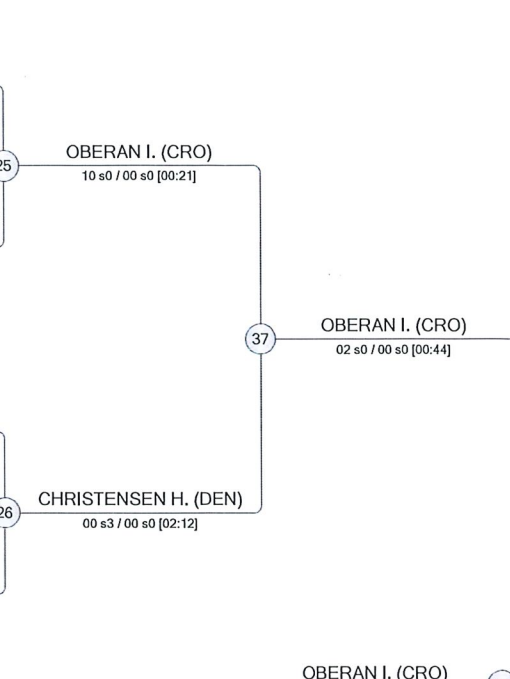 25
OBERAN I. (CRO)
10 s0 / 00 s0 [00:21]
37
OBERAN I. (CRO)
02 s0 / 00 s0 [00:44]
26
CHRISTENSEN H. (DEN)
00 s3 / 00 s0 [02:12]
OBERAN I. (CRO)